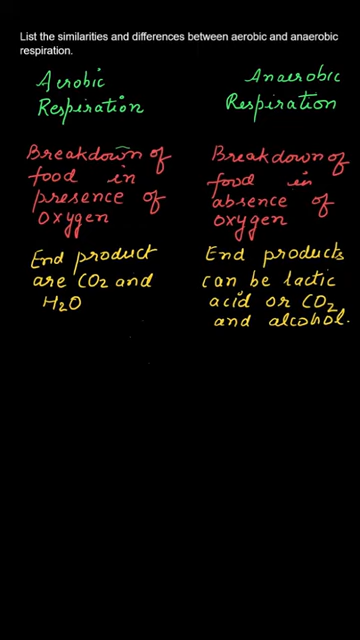 List the similarities and differences between aerobic and anaerobic
respiration.
Aerobic
Respiration
Breakdown of
food in
presence of
oxygen
End product
are CO2 and
H2O
Anaerobic
Respiration
Breakdown of
food in
absence of
oxygen
End products
can be lactic
acid or CO2
and alcohol.